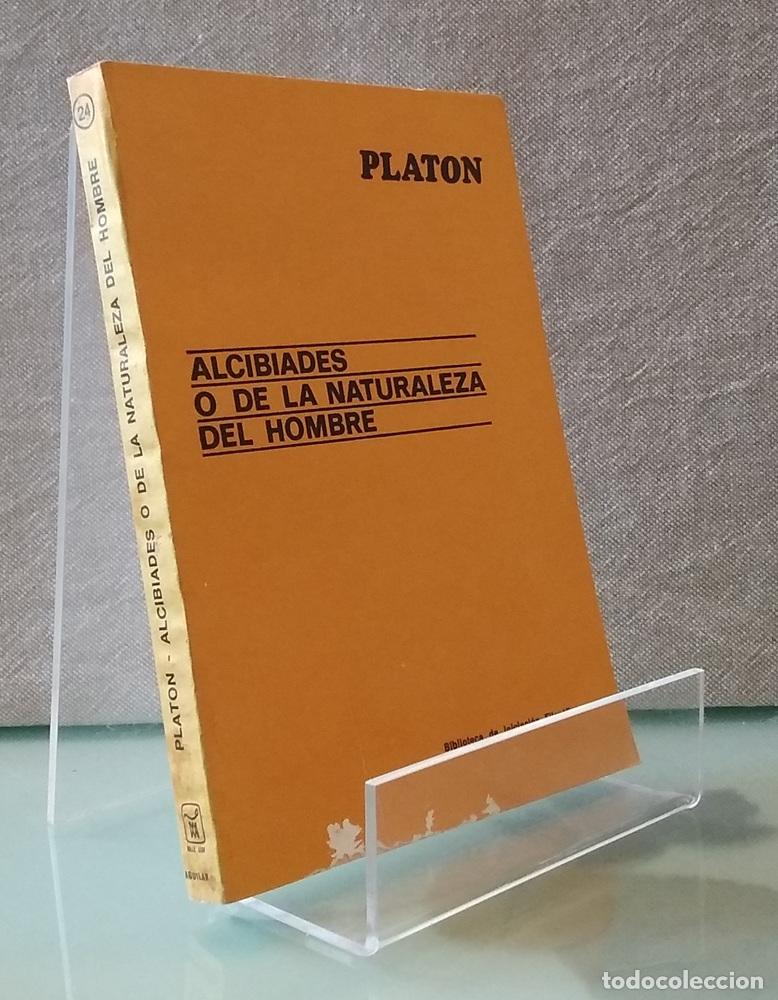 PLATON
ALCIBIADES
O DE LA NATURALEZA
DEL HOMBRE
Biblioteca de Iniciación
24
PLATON - ALCIBIADES O DE LA NATURALEZA DEL HOMBRE
AGUILAR
todocoleccion